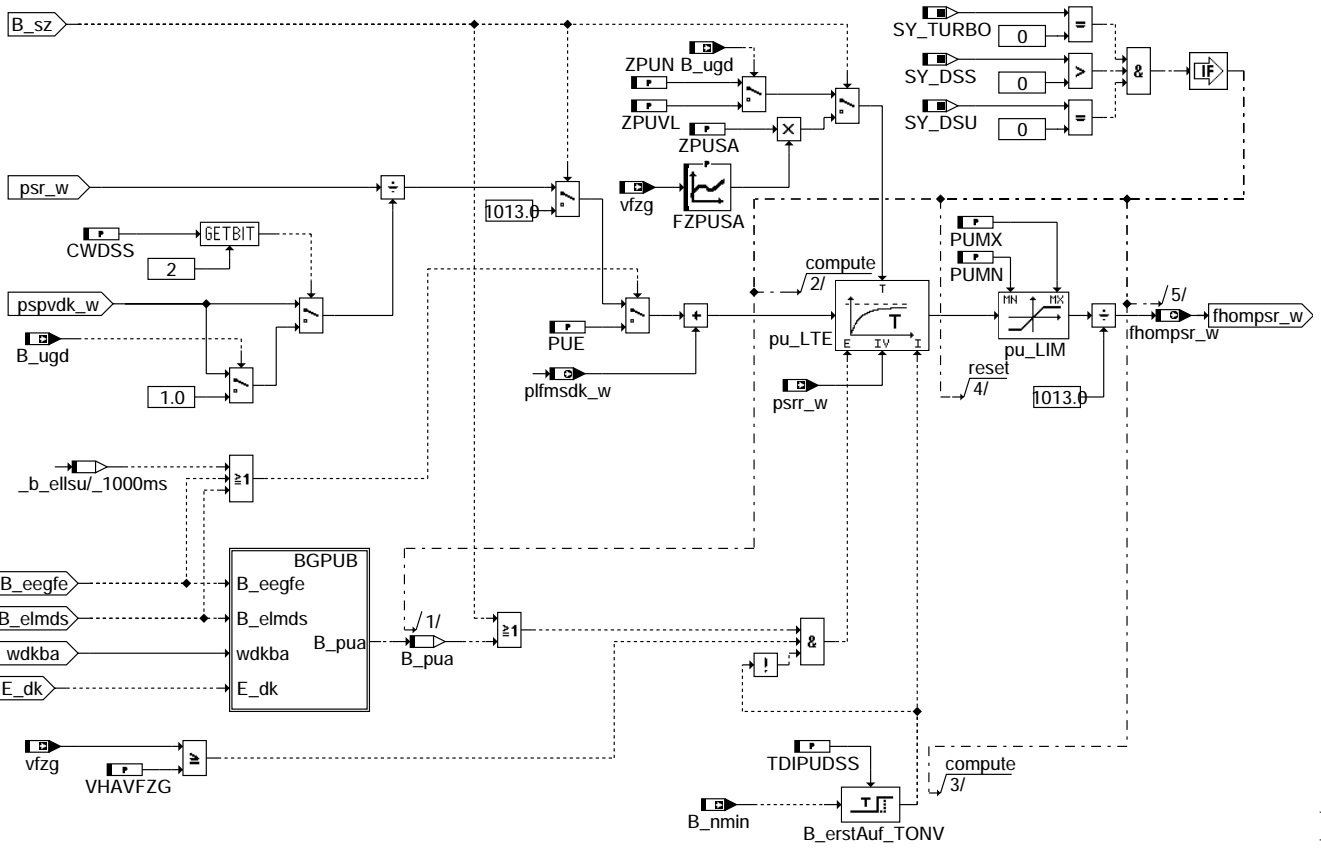 B_sz
SY_TURBO
0
=
SY_DSS
0
>
&
IF
SY_DSU
0
=
ZPUN
B_ugd
P
ZPUVL
P
ZPUSA
P
×
vfzg
P
FZPUSA
psr_w
÷
1013.0
CWDSS
P
GETBIT
2
pspvdk_w
B_ugd
1.0
PUE
P
+
plfmsdk_w
compute
2/
T
T
E IV I
pu_LTE
psrr_w
PUMX
P
PUMN
P
MN MX
pu_LIM
÷
1013.0
reset
4/
/5/
fhompsr_w
fhompsr_w
_b_ellsu/_1000ms
≥1
BGPUB
B_eegfe
B_eegfe
B_elmds
B_elmds
wdkba
wdkba
E_dk
E_dk
B_pua
/1/
B_pua
≥1
&
!
vfzg
VHAVFZG
P
≥
TDIPUDSS
P
compute
3/
B_nmin
T
B_erstAuf_TONV